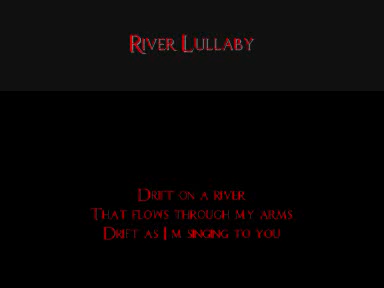 River Lullaby
Drift on a river
That flows through my arms
Drift as I'm singing to you